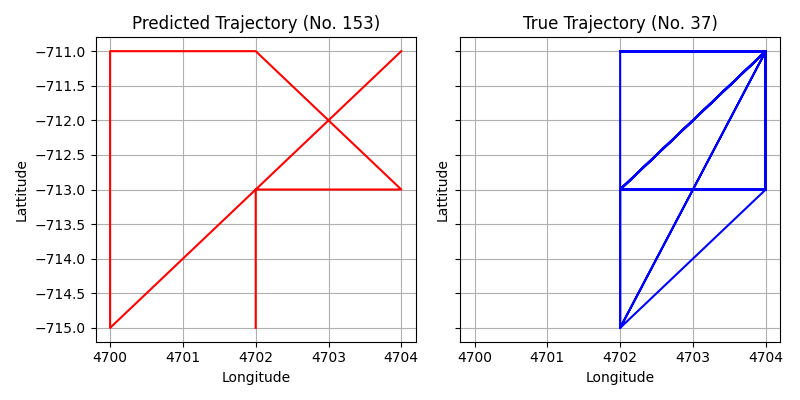 Predicted Trajectory (No. 153)
True Trajectory (No. 37)
−711.0
−711.5
−712.0
−712.5
−713.0
−713.5
−714.0
−714.5
−715.0
Lattitude
Lattitude
4700 4701 4702 4703 4704
4700 4701 4702 4703 4704
Longitude
Longitude